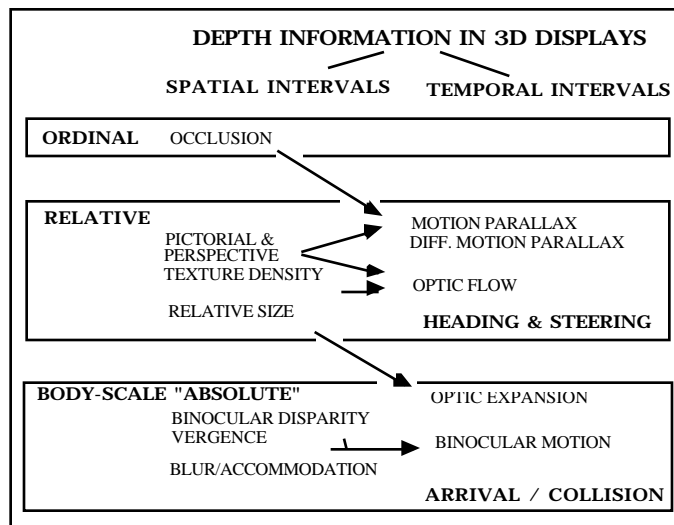 DEPTH INFORMATION IN 3D DISPLAYS
SPATIAL INTERVALS
TEMPORAL INTERVALS
ORDINAL
OCCLUSION
RELATIVE
PICTORIAL &
PERSPECTIVE
TEXTURE DENSITY
RELATIVE SIZE
MOTION PARALLAX
DIFF. MOTION PARALLAX
OPTIC FLOW
HEADING & STEERING
BODY-SCALE "ABSOLUTE"
BINOCULAR DISPARITY
VERGENCE
BLUR/ACCOMMODATION
OPTIC EXPANSION
BINOCULAR MOTION
ARRIVAL / COLLISION